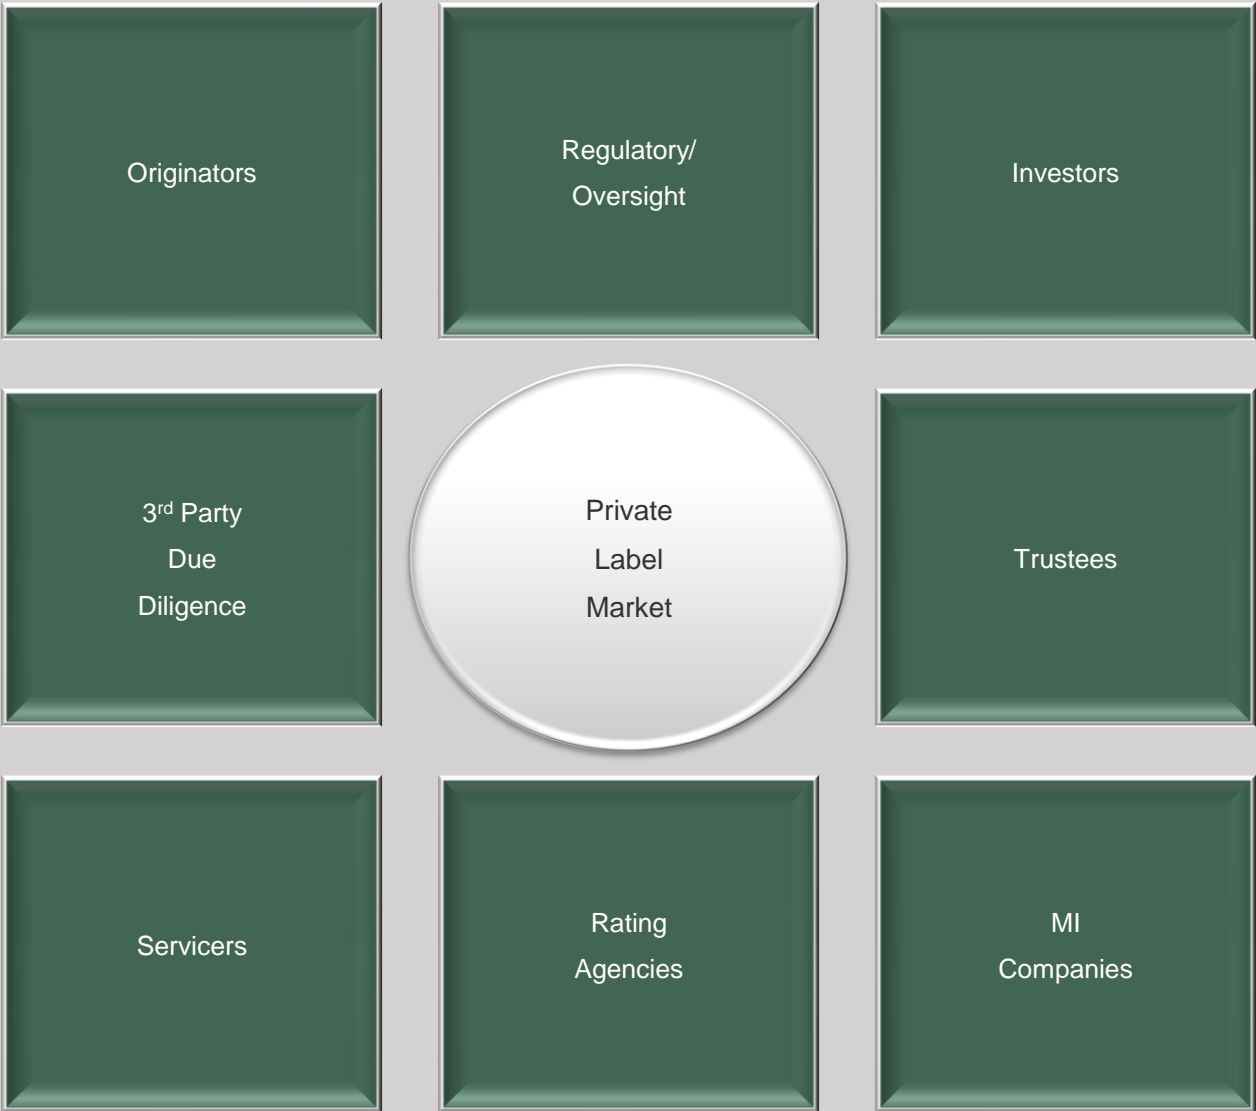 Originators
Regulatory/
Oversight
Investors
3rd Party
Due
Diligence
Private
Label
Market
Trustees
Servicers
Rating
Agencies
MI
Companies